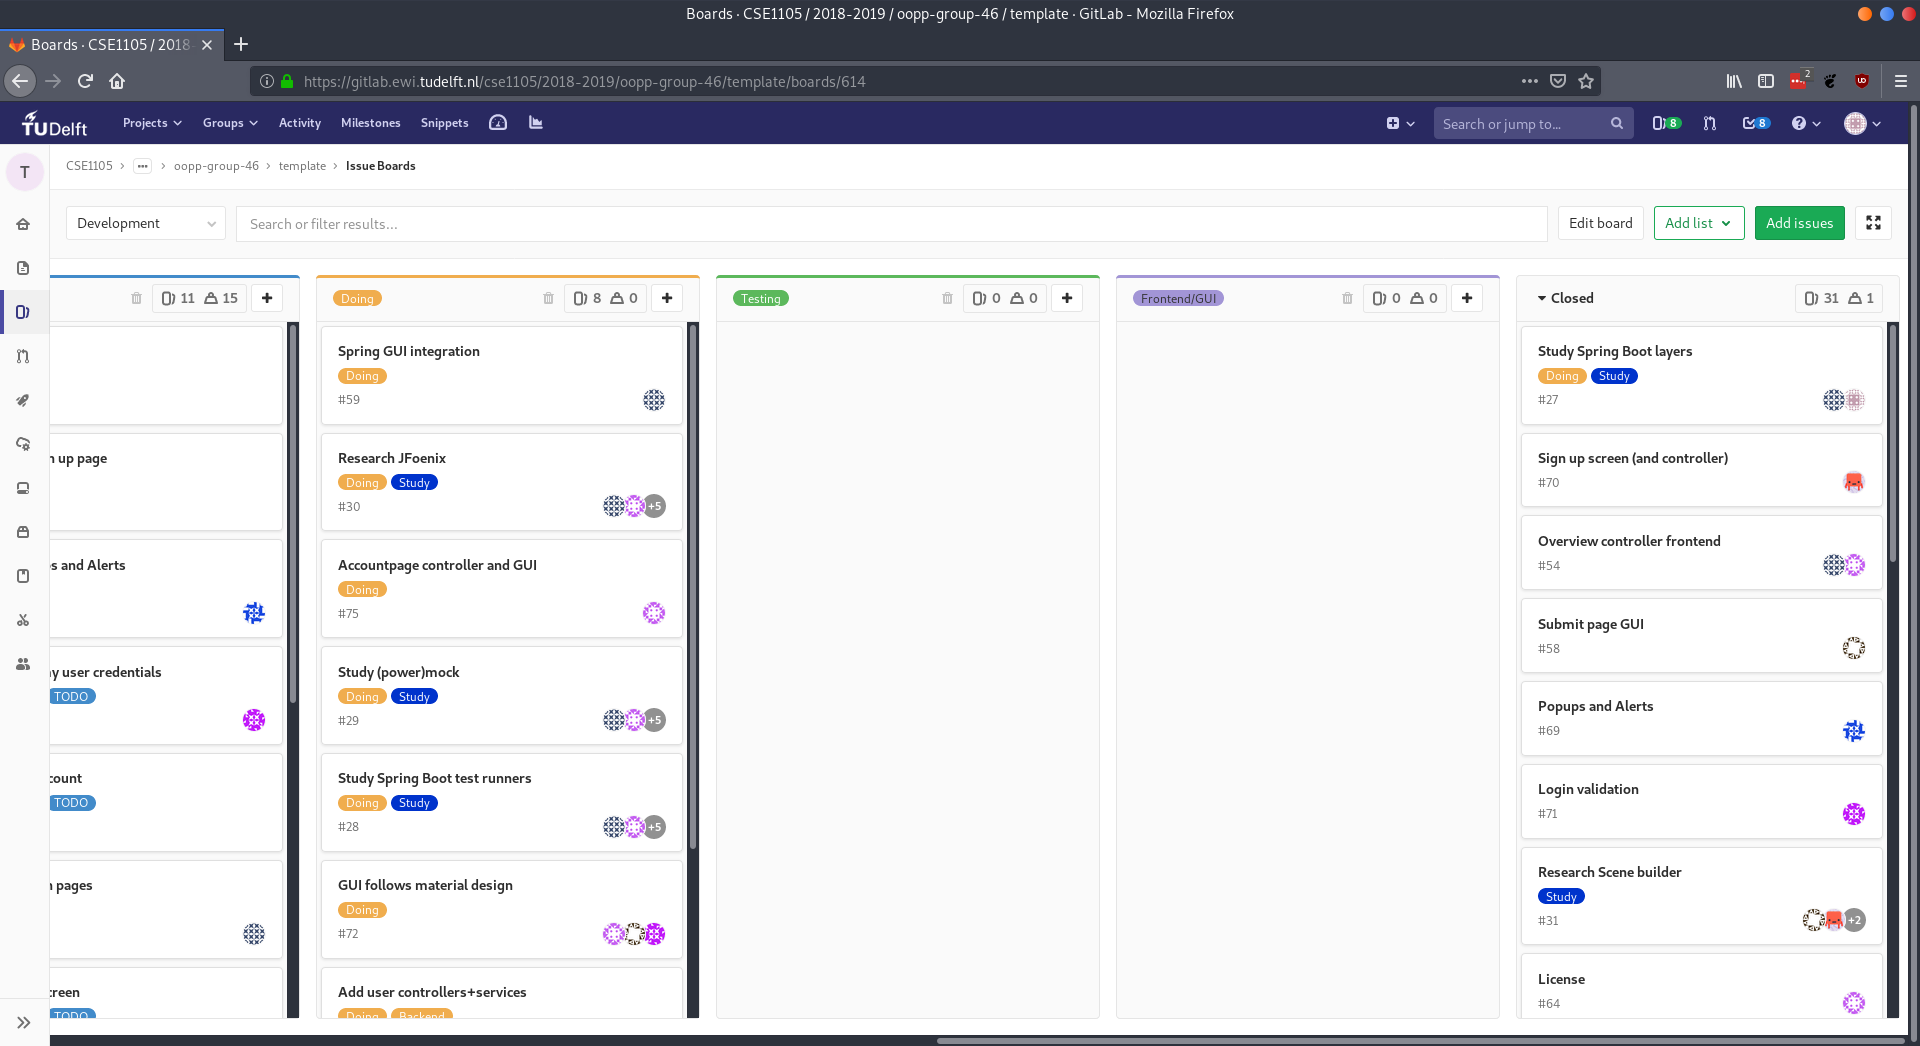 Boards · CSE1105 / 2018-2019 / oopp-group-46 / template · GitLab - Mozilla Firefox
Boards · CSE1105 / 2018-
https://gitlab.ewi.tudelft.nl/cse1105/2018-2019/oopp-group-46/template/boards/614
2
TUDelft Projects Groups Activity Milestones Snippets Search or jump to... 8 8
T CSE1105 › ... › oopp-group-46 › template › Issue Boards
Development Search or filter results... Edit board Add list Add issues
11 15
n up page
s and Alerts
y user credentials
TODO
count
TODO
n pages
creen
TODO
Doing 8 0
Spring GUI integration
Doing
#59
Research JFoenix
Doing Study
#30 +5
Accountpage controller and GUI
Doing
#75
Study (power)mock
Doing Study
#29 +5
Study Spring Boot test runners
Doing Study
#28 +5
GUI follows material design
Doing
#72
Add user controllers+services
Doing Backend
Testing 0 0
Frontend/GUI 0 0
Closed 31 1
Study Spring Boot layers
Doing Study
#27
Sign up screen (and controller)
#70
Overview controller frontend
#54
Submit page GUI
#58
Popups and Alerts
#69
Login validation
#71
Research Scene builder
Study
#31 +2
License
#64